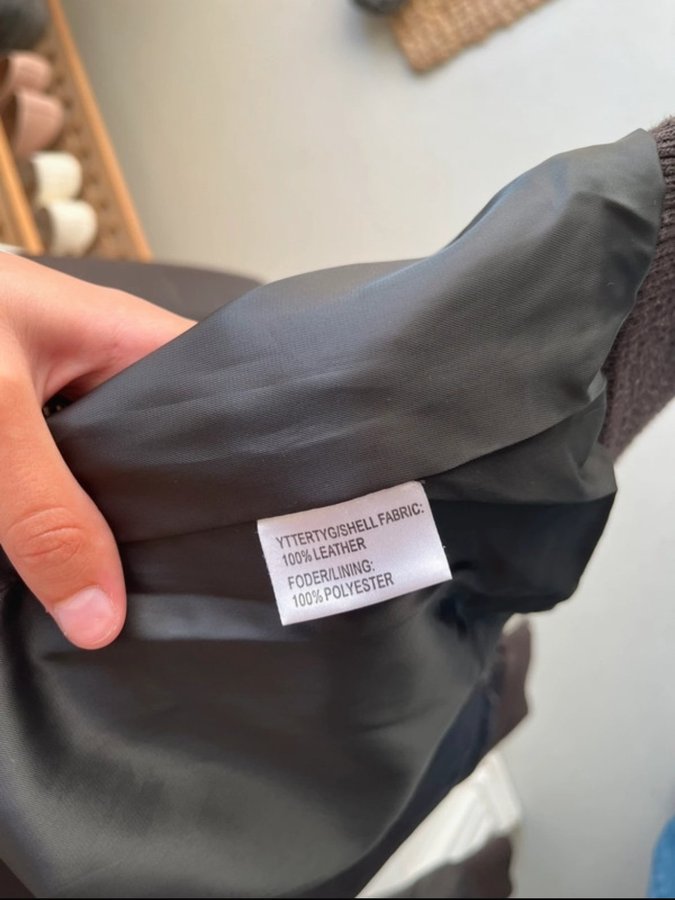 YTTERTYG/SHELL FABRIC:
100% LEATHER
FODER/LINING:
100% POLYESTER